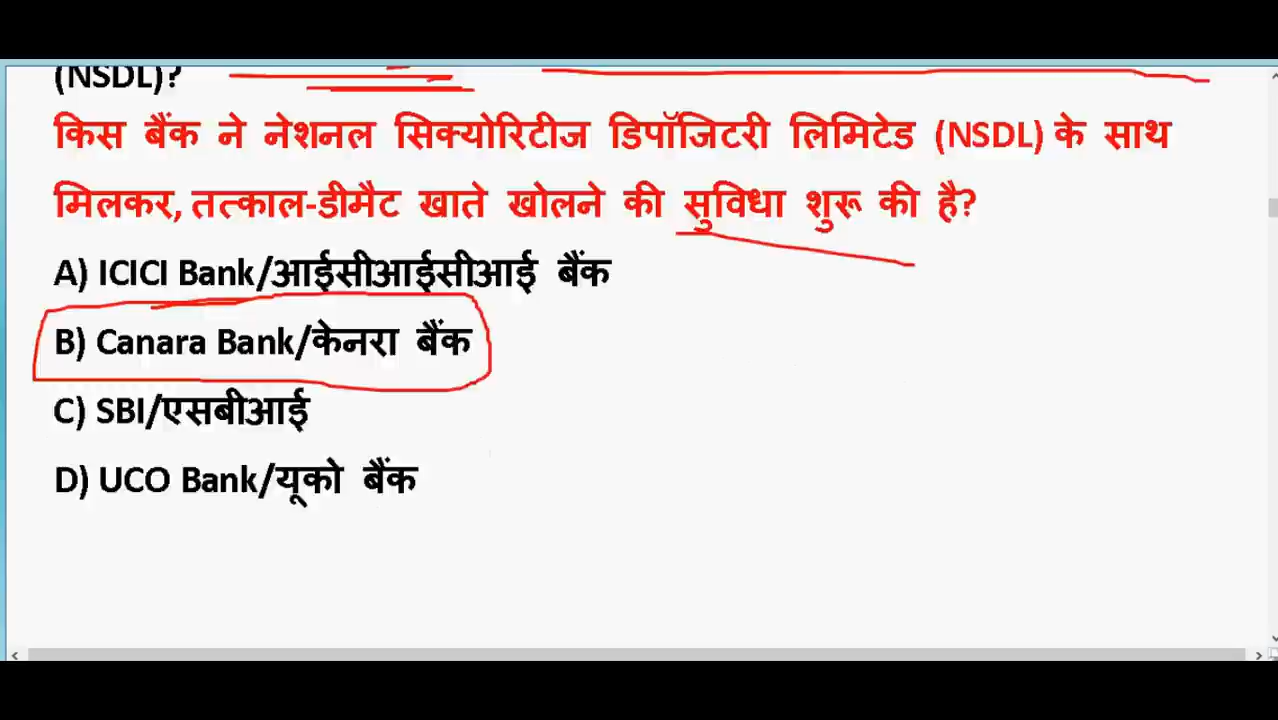 (NSDL)?
किस बैंक ने नेशनल सिक्योरिटीज डिपॉजिटरी लिमिटेड (NSDL) के साथ
मिलकर, तत्काल-डीमैट खाते खोलने की सुविधा शुरू की है?
A) ICICI Bank/आईसीआईसीआई बैंक
B) Canara Bank/केनरा बैंक
C) SBI/एसबीआई
D) UCO Bank/यूको बैंक